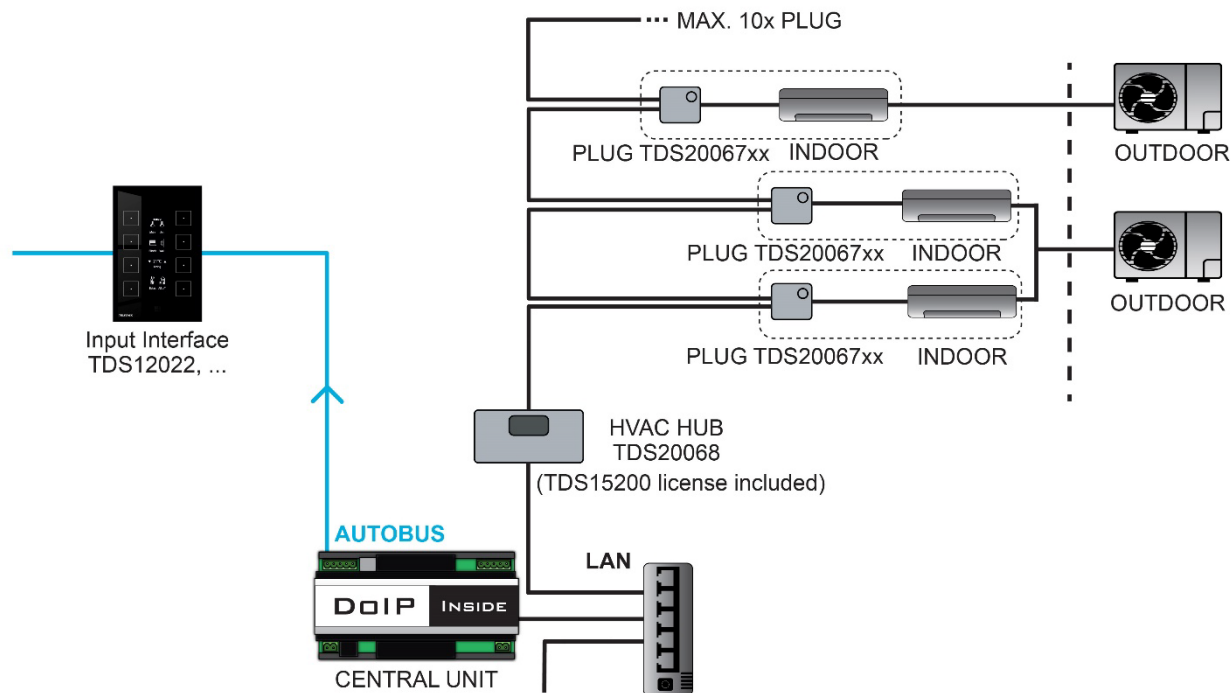 MAX. 10x PLUG
PLUG TDS20067xx INDOOR
OUTDOOR
PLUG TDS20067xx INDOOR
OUTDOOR
PLUG TDS20067xx INDOOR
Input Interface
TDS12022, ...
HVAC HUB
TDS20068
(TDS15200 license included)
AUTOBUS
LAN
DoIP INSIDE
CENTRAL UNIT